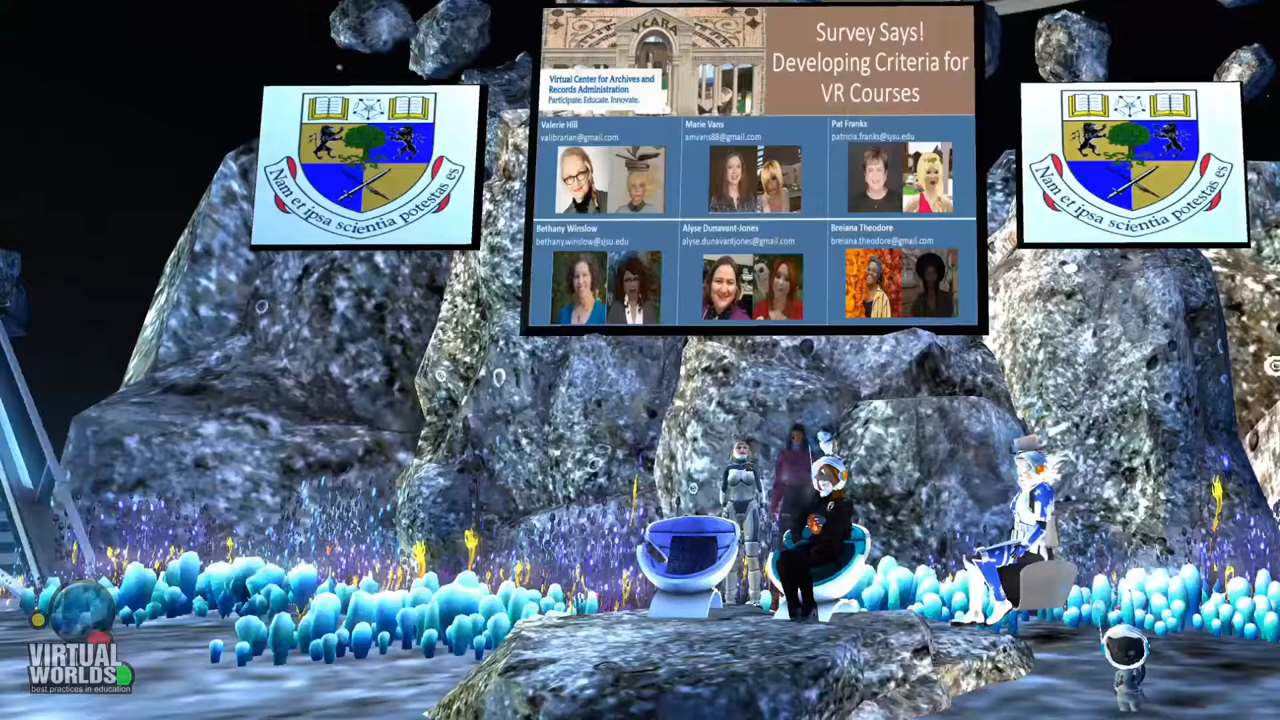 VCARA
Virtual Center for Archives and
Records Administration
Participate. Educate. Innovate.
Survey Says!
Developing Criteria for
VR Courses
Valerie Hill
valibrarian@gmail.com
Marie Vans
amvans88@gmail.com
Pat Franks
patricia.franks@sjsu.edu
Bethany Winslow
bethany.winslow@sjsu.edu
Alyse Dunavant-Jones
alyse.dunavantjones@gmail.com
Breiana Theodore
breiana.theodore@gmail.com
Nam et ipsa scientia potestas es
Nam et ipsa scientia potestas es
VIRTUAL
WORLDS
best practices in education